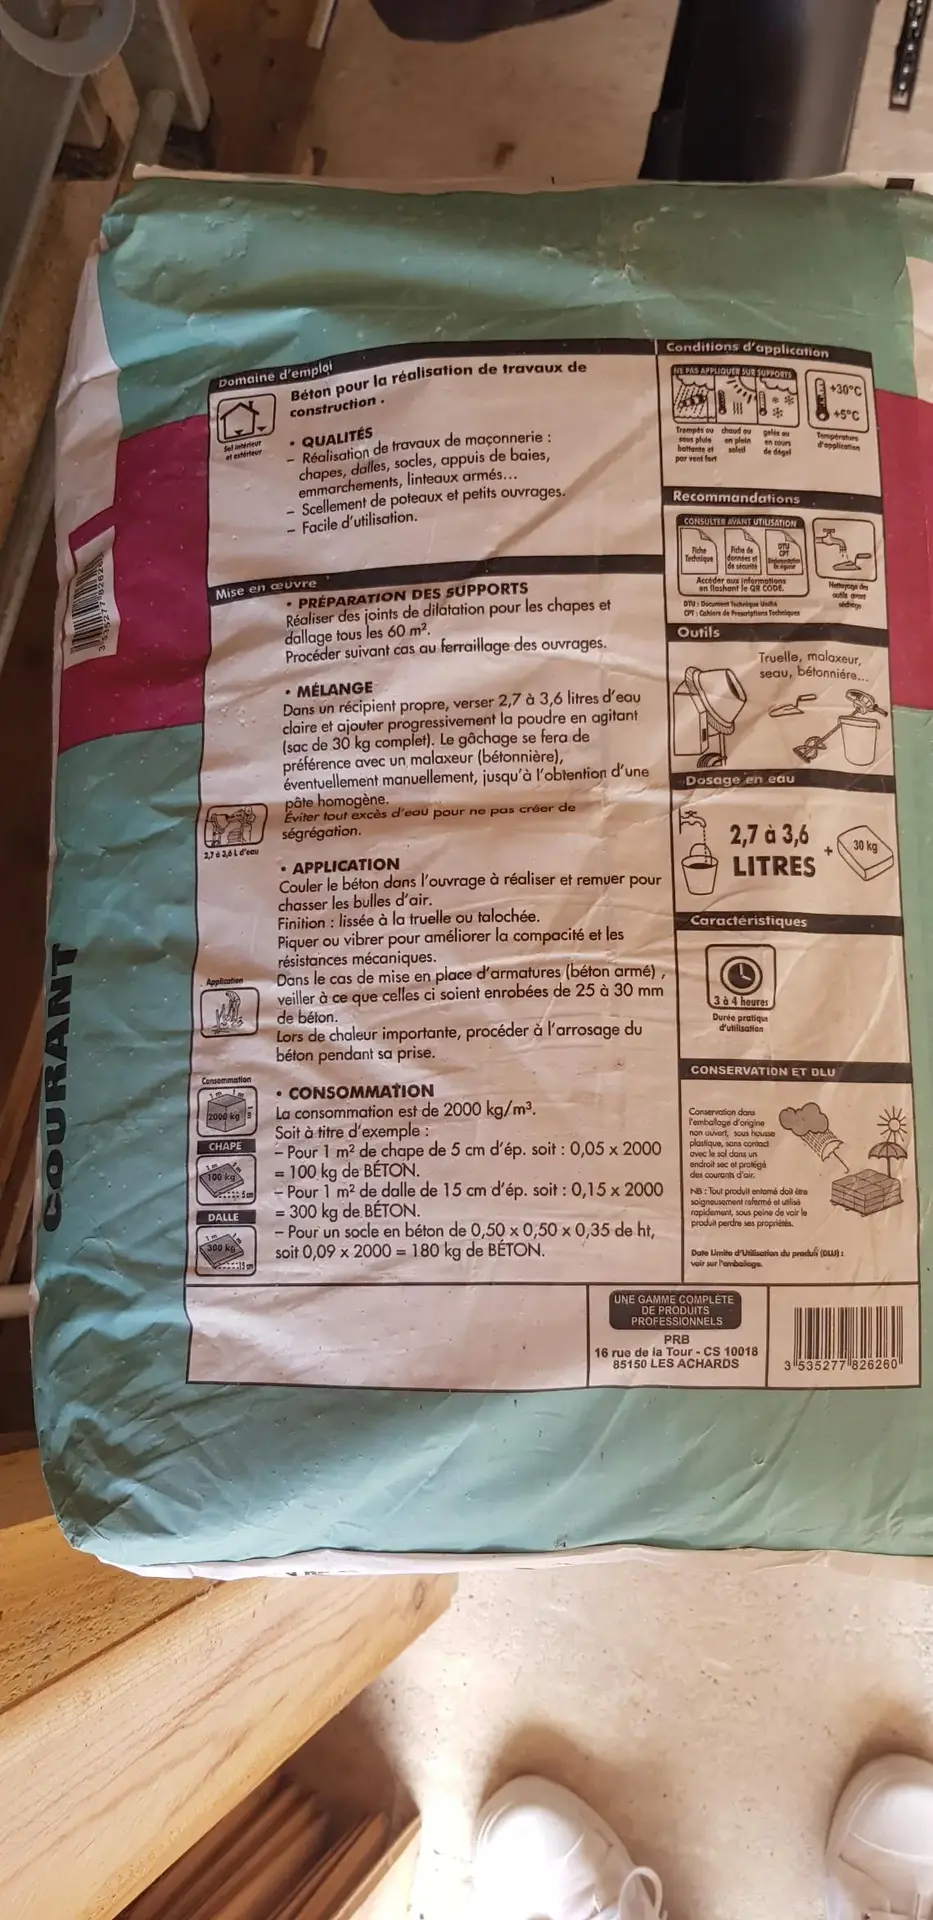 Domaine d'emploi
Béton pour la réalisation de travaux de
construction .
Sol intérieur
et extérieur
• QUALITÉS
– Réalisation de travaux de maçonnerie :
chapes, dalles, socles, appuis de baies,
emmarchements, linteaux armés...
– Scellement de poteaux et petits ouvrages.
– Facile d'utilisation.
Mise en œuvre
• PRÉPARATION DES SUPPORTS
Réaliser des joints de dilatation pour les chapes et
dallage tous les 60 m².
Procéder suivant cas au ferraillage des ouvrages.
• MÉLANGE
Dans un récipient propre, verser 2,7 à 3,6 litres d'eau
claire et ajouter progressivement la poudre en agitant
(sac de 30 kg complet). Le gâchage se fera de
préférence avec un malaxeur (bétonnière),
éventuellement manuellement, jusqu'à l'obtention d'une
pâte homogène.
Éviter tout excès d'eau pour ne pas créer de
ségrégation.
2,7 à 3,6 L d'eau
• APPLICATION
Couler le béton dans l'ouvrage à réaliser et remuer pour
chasser les bulles d'air.
Finition : lissée à la truelle ou talochée.
Piquer ou vibrer pour améliorer la compacité et les
résistances mécaniques.
Dans le cas de mise en place d'armatures (béton armé) ,
veiller à ce que celles ci soient enrobées de 25 à 30 mm
de béton.
Lors de chaleur importante, procéder à l'arrosage du
béton pendant sa prise.
Application
• CONSOMMATION
La consommation est de 2000 kg/m³.
Soit à titre d'exemple :
– Pour 1 m² de chape de 5 cm d'ép. soit : 0,05 x 2000
= 100 kg de BÉTON.
– Pour 1 m² de dalle de 15 cm d'ép. soit : 0,15 x 2000
= 300 kg de BÉTON.
– Pour un socle en béton de 0,50 x 0,50 x 0,35 de ht,
soit 0,09 x 2000 = 180 kg de BÉTON.
Consommation
1 m 1 m
1 m
2000 kg
CHAPE
1 m 1 m
100 kg
5 cm
DALLE
1 m 1 m
300 kg
15 cm
Conditions d'application
NE PAS APPLIQUER SUR SUPPORTS
Trempés ou
sous pluie
battante et
par vent fort
chaud ou
en plein
soleil
gelés ou
en cours
de dégel
+30°C
+5°C
Température
d'application
Recommandations
CONSULTER AVANT UTILISATION
Fiche
Technique
Fiche de
données et
de sécurité
DTU
CPT
Réglementation
en vigueur
Accéder aux informations
en flashant le QR CODE.
DTU : Document Technique Unifié
CPT : Cahiers de Prescriptions Techniques
Nettoyage des
outils avant
séchage
Outils
Truelle, malaxeur,
seau, bétonnière...
Dosage en eau
2,7 à 3,6
LITRES
+
30 kg
Caractéristiques
3 à 4 heures
Durée pratique
d'utilisation
CONSERVATION ET DLU
Conservation dans
l'emballage d'origine
non ouvert, sous housse
plastique, sans contact
avec le sol dans un
endroit sec et protégé
des courants d'air.
NB : Tout produit entamé doit être
soigneusement refermé et utilisé
rapidement, sous peine de voir le
produit perdre ses propriétés.
Date Limite d'Utilisation du produit (DLU) :
voir sur l'emballage.
UNE GAMME COMPLÈTE
DE PRODUITS
PROFESSIONNELS
PRB
16 rue de la Tour - CS 10018
85150 LES ACHARDS
3 535277 826260
3 535277 826260
COURANT